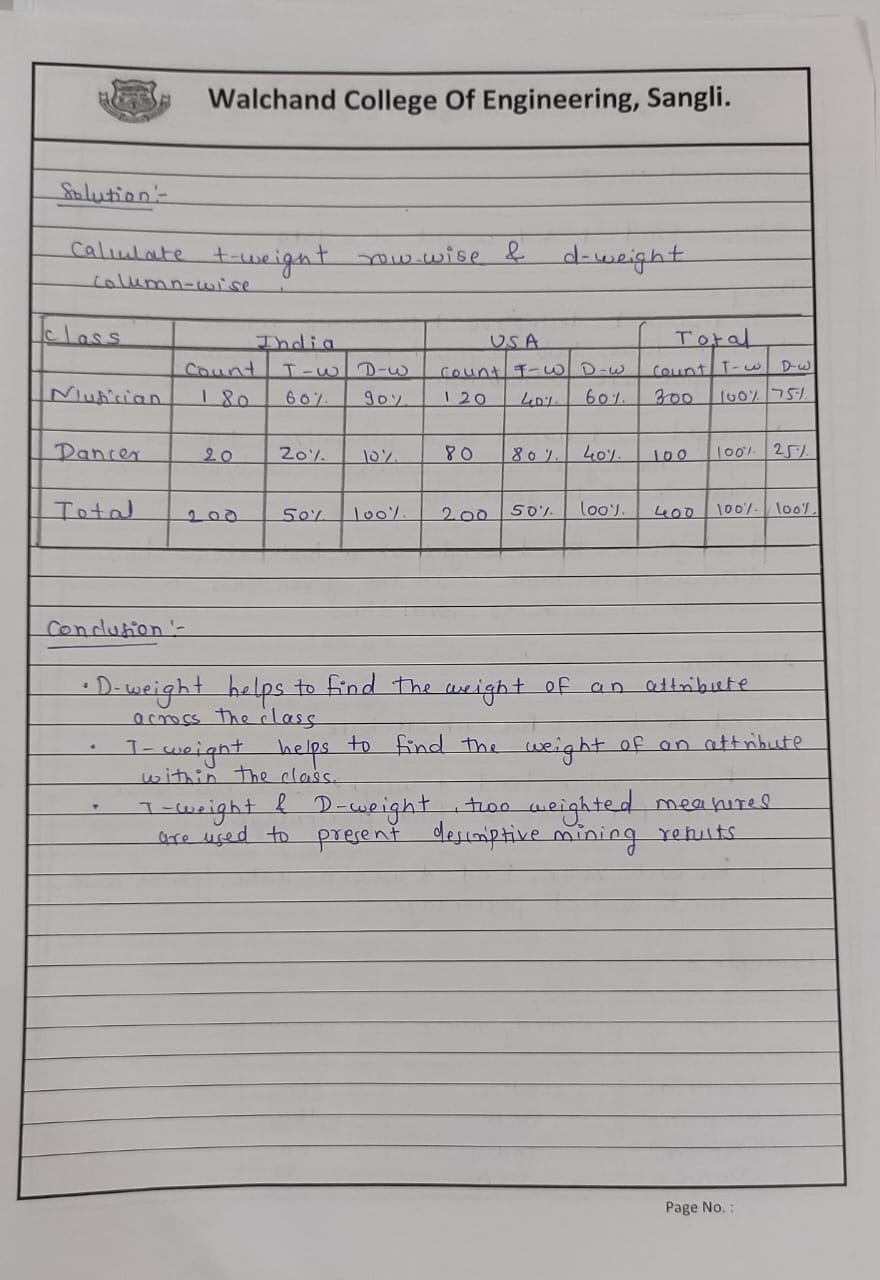 Walchand College Of Engineering, Sangli.
Solution:-
Calculate t-weight row-wise & d-weight
column-wise.
Class India USA Total
Count T-W D-W Count T-W D-W Count T-W D-W
Musician 180 60% 90% 120 40% 60% 300 100% 75%
Dancer 20 20% 10% 80 80% 40% 100 100% 25%
Total 200 50% 100% 200 50% 100% 400 100% 100%
Conclusion:-
• D-weight helps to find the weight of an attribute
across the class
• T-weight helps to find the weight of an attribute
within the class.
• T-weight & D-weight, two weighted measures
are used to present descriptive mining results
Page No. :